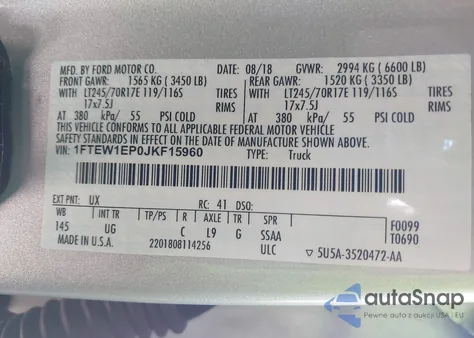 MFD. BY FORD MOTOR CO. 08/18 GVWR: 2994 KG (6600 LB)
FRONT GAWR: 1565 KG (3450 LB) REAR GAWR: 1520 KG (3350 LB)
WITH LT245/70R17E 119/116S TIRES WITH LT245/70R17E 119/116S TIRES
17x7.5J RIMS 17x7.5J RIMS
AT 380 kPa/ 55 PSI COLD AT 380 kPa/ 55 PSI COLD
THIS VEHICLE CONFORMS TO ALL APPLICABLE FEDERAL MOTOR VEHICLE
SAFETY STANDARDS IN EFFECT ON THE DATE OF MANUFACTURE SHOWN ABOVE.
VIN: 1FTEW1EP0JKF15960 TYPE: Truck
EXT PNT: UX RC: 41 DSO:
WB INT TR TP/PS R AXLE TR SPR F0099
145 UG C L9 G SSAA T0690
MADE IN U.S.A. 2201808114256 ULC 5U5A-3520472-AA
autoSnap
Pewne auta z aukcji USA i EU